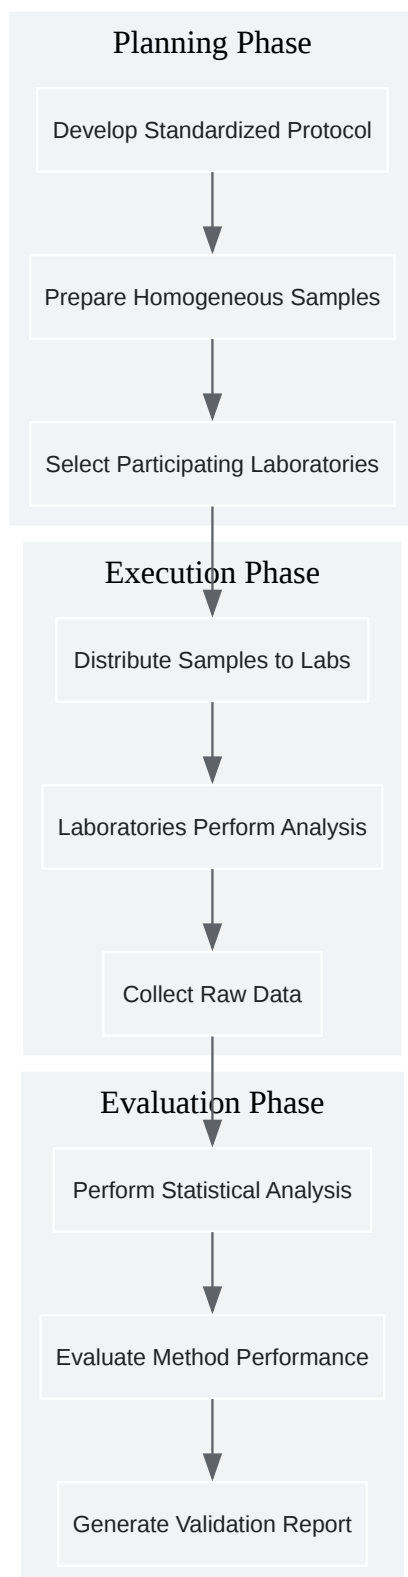 Planning Phase
Develop Standardized Protocol
Prepare Homogeneous Samples
Select Participating Laboratories
Execution Phase
Distribute Samples to Labs
Laboratories Perform Analysis
Collect Raw Data
Evaluation Phase
Perform Statistical Analysis
Evaluate Method Performance
Generate Validation Report